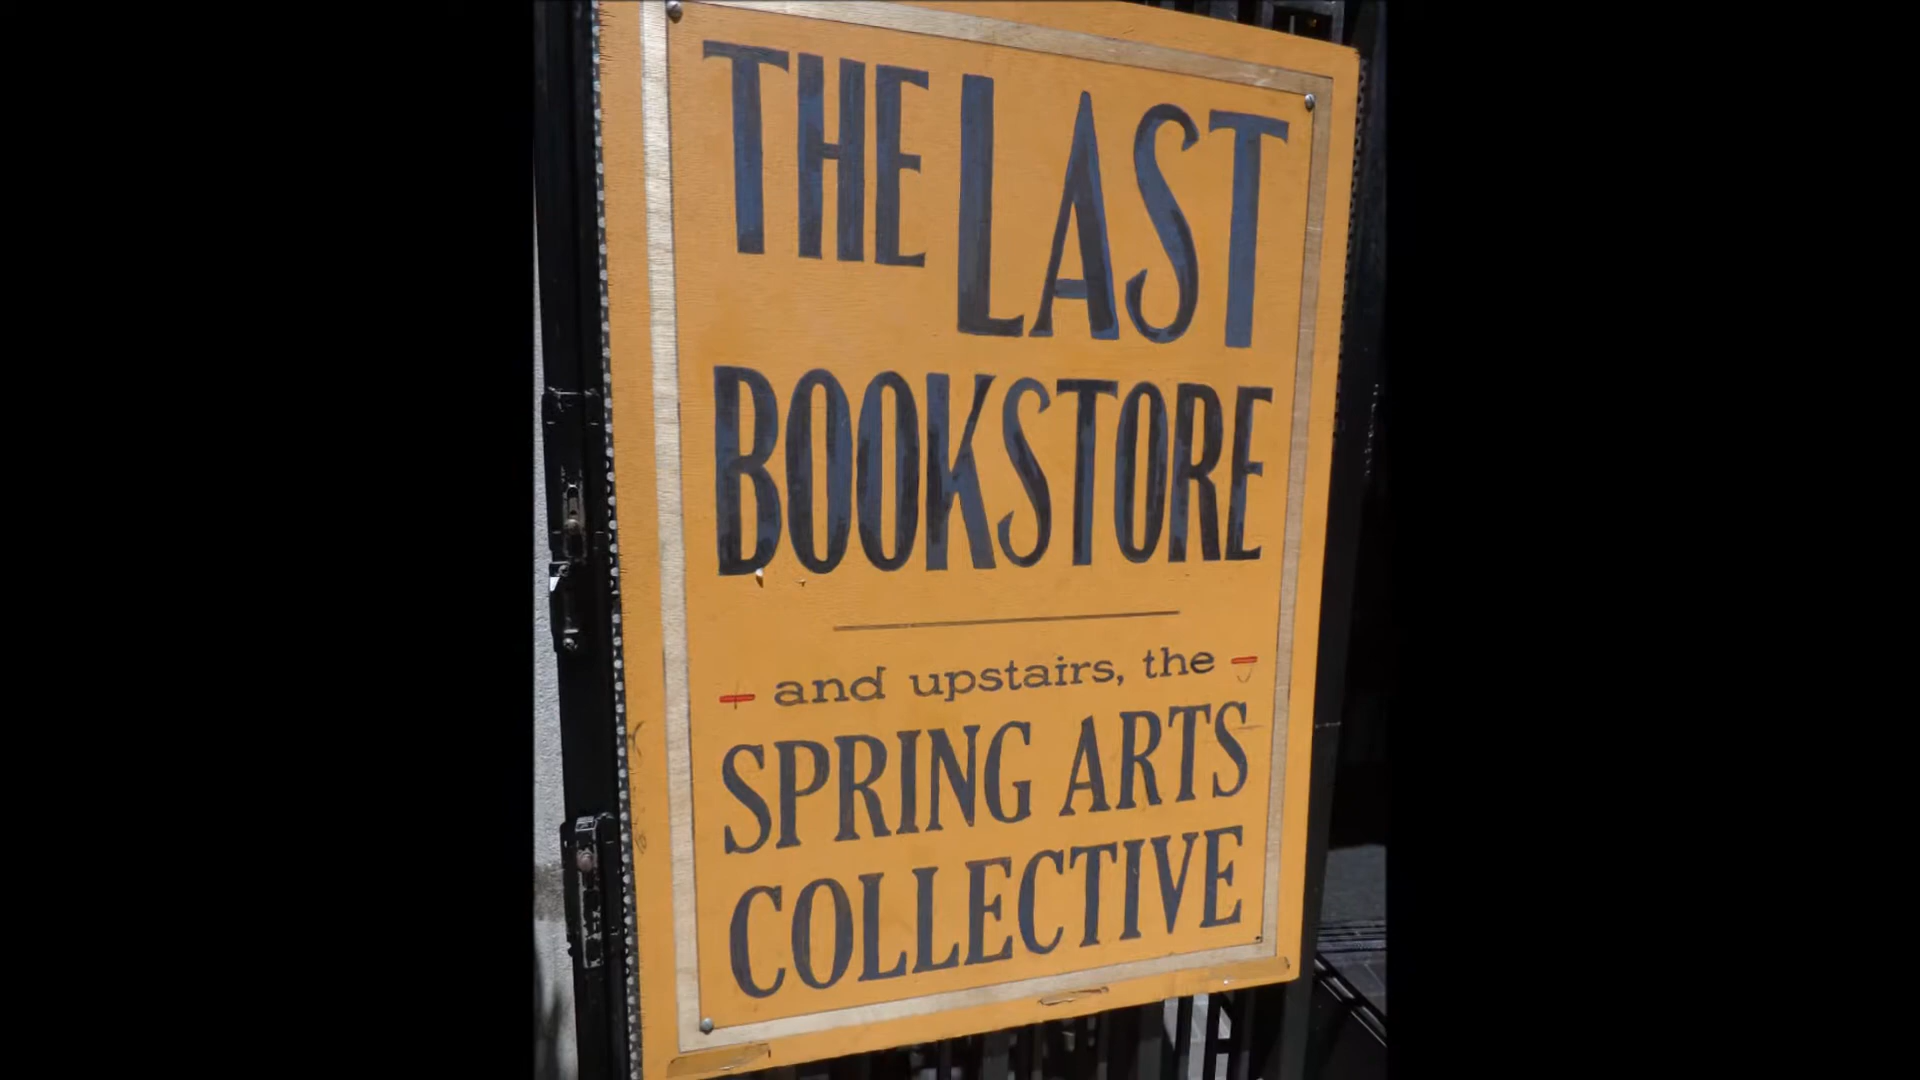 THE LAST
BOOKSTORE
- and upstairs, the -
SPRING ARTS
COLLECTIVE